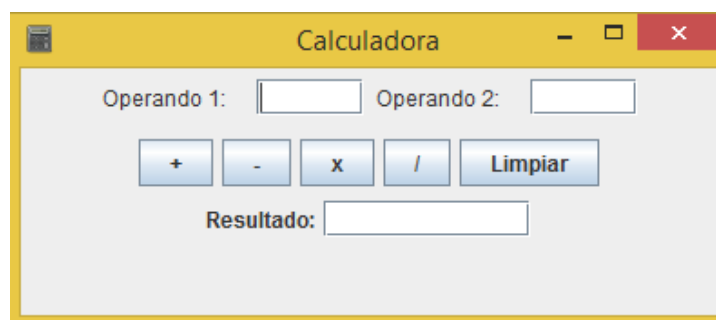 Calculadora
Operando 1: Operando 2:
+ - x / Limpiar
Resultado: